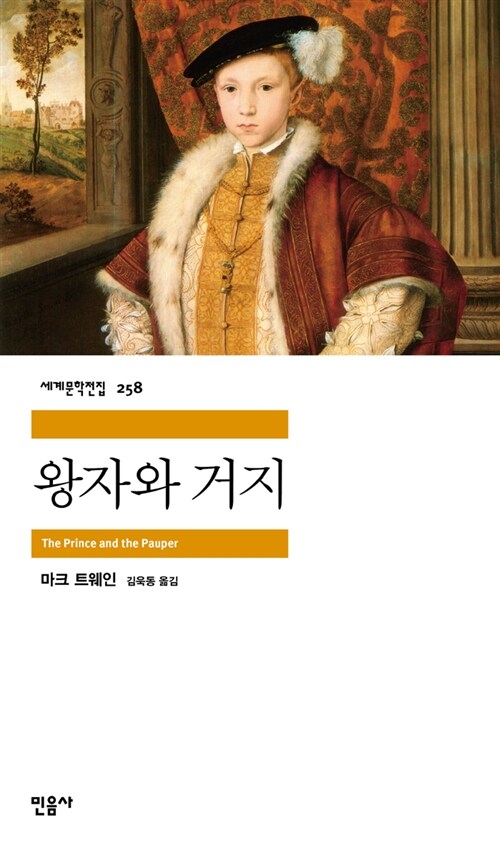 세계문학전집 258
왕자와 거지
The Prince and the Pauper
마크 트웨인 김욱동 옮김
민음사